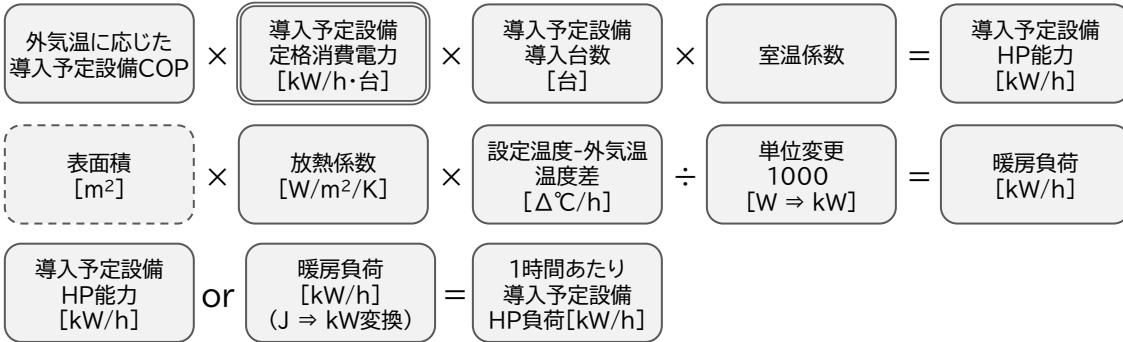 外気温に応じた
導入予定設備COP
×
導入予定設備
定格消費電力
[kW/h・台]
×
導入予定設備
導入台数
[台]
×
室温係数
=
導入予定設備
HP能力
[kW/h]
表面積
[m²]
×
放熱係数
[W/m²/K]
×
設定温度-外気温
温度差
[Δ℃/h]
÷
単位変更
1000
[W ⇒ kW]
=
暖房負荷
[kW/h]
導入予定設備
HP能力
[kW/h]
or
暖房負荷
[kW/h]
(J ⇒ kW変換)
=
1時間あたり
導入予定設備
HP負荷[kW/h]